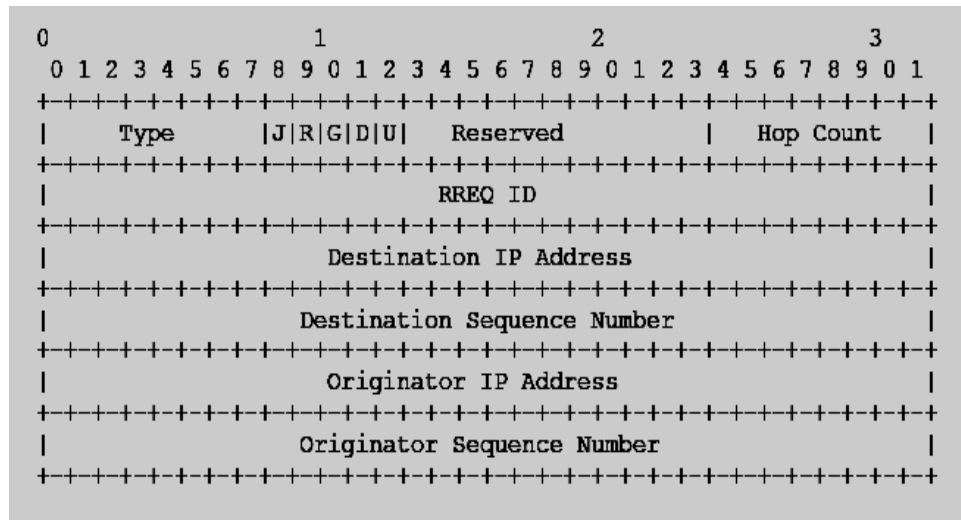 0 1 2 3
0 1 2 3 4 5 6 7 8 9 0 1 2 3 4 5 6 7 8 9 0 1 2 3 4 5 6 7 8 9 0 1
+-+-+-+-+-+-+-+-+-+-+-+-+-+-+-+-+-+-+-+-+-+-+-+-+-+-+-+-+-+-+-+-+
| Type |J|R|G|D|U| Reserved | Hop Count |
+-+-+-+-+-+-+-+-+-+-+-+-+-+-+-+-+-+-+-+-+-+-+-+-+-+-+-+-+-+-+-+-+
| RREQ ID |
+-+-+-+-+-+-+-+-+-+-+-+-+-+-+-+-+-+-+-+-+-+-+-+-+-+-+-+-+-+-+-+-+
| Destination IP Address |
+-+-+-+-+-+-+-+-+-+-+-+-+-+-+-+-+-+-+-+-+-+-+-+-+-+-+-+-+-+-+-+-+
| Destination Sequence Number |
+-+-+-+-+-+-+-+-+-+-+-+-+-+-+-+-+-+-+-+-+-+-+-+-+-+-+-+-+-+-+-+-+
| Originator IP Address |
+-+-+-+-+-+-+-+-+-+-+-+-+-+-+-+-+-+-+-+-+-+-+-+-+-+-+-+-+-+-+-+-+
| Originator Sequence Number |
+-+-+-+-+-+-+-+-+-+-+-+-+-+-+-+-+-+-+-+-+-+-+-+-+-+-+-+-+-+-+-+-+